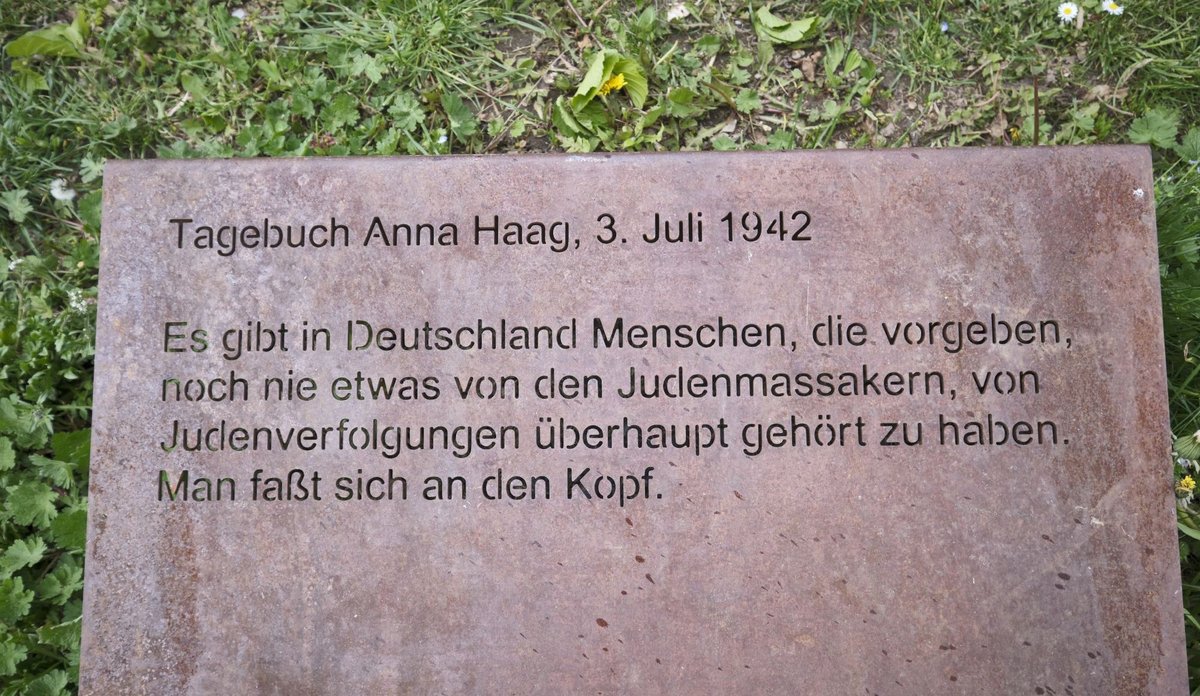 Tagebuch Anna Haag, 3. Juli 1942
Es gibt in Deutschland Menschen, die vorgeben,
noch nie etwas von den Judenmassakern, von
Judenverfolgungen überhaupt gehört zu haben.
Man faßt sich an den Kopf.